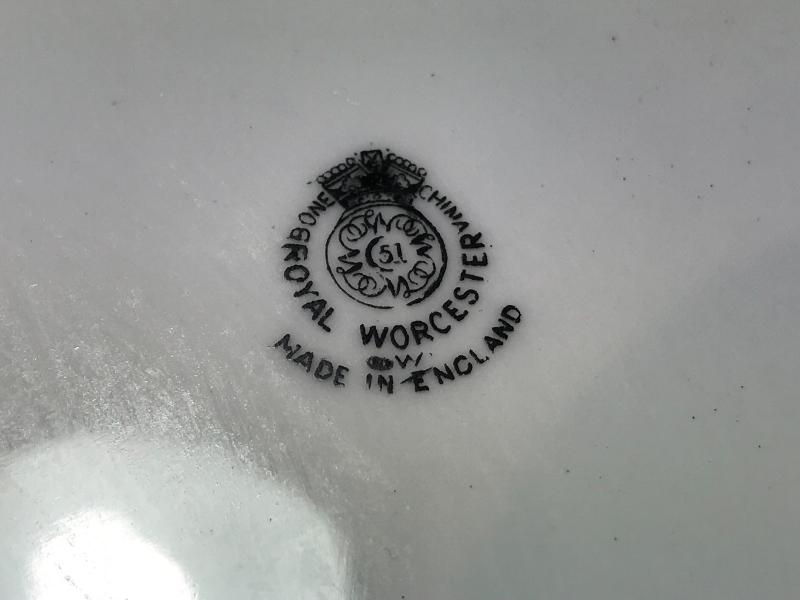 BONE CHINA
51
ROYAL WORCESTER
W
MADE IN ENGLAND